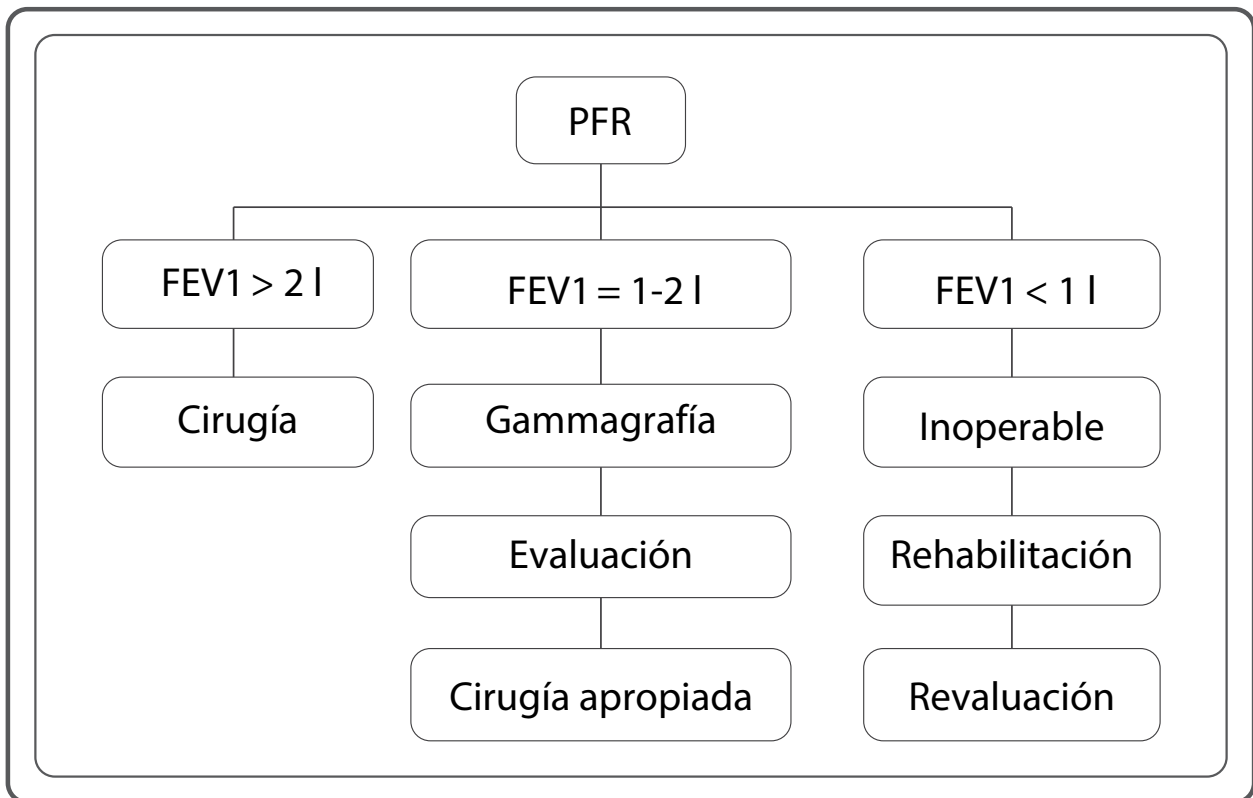 PFR
FEV1 > 2 l
FEV1 = 1-2 l
FEV1 < 1 l
Cirugía
Gammagrafía
Inoperable
Evaluación
Rehabilitación
Cirugía apropiada
Revaluación